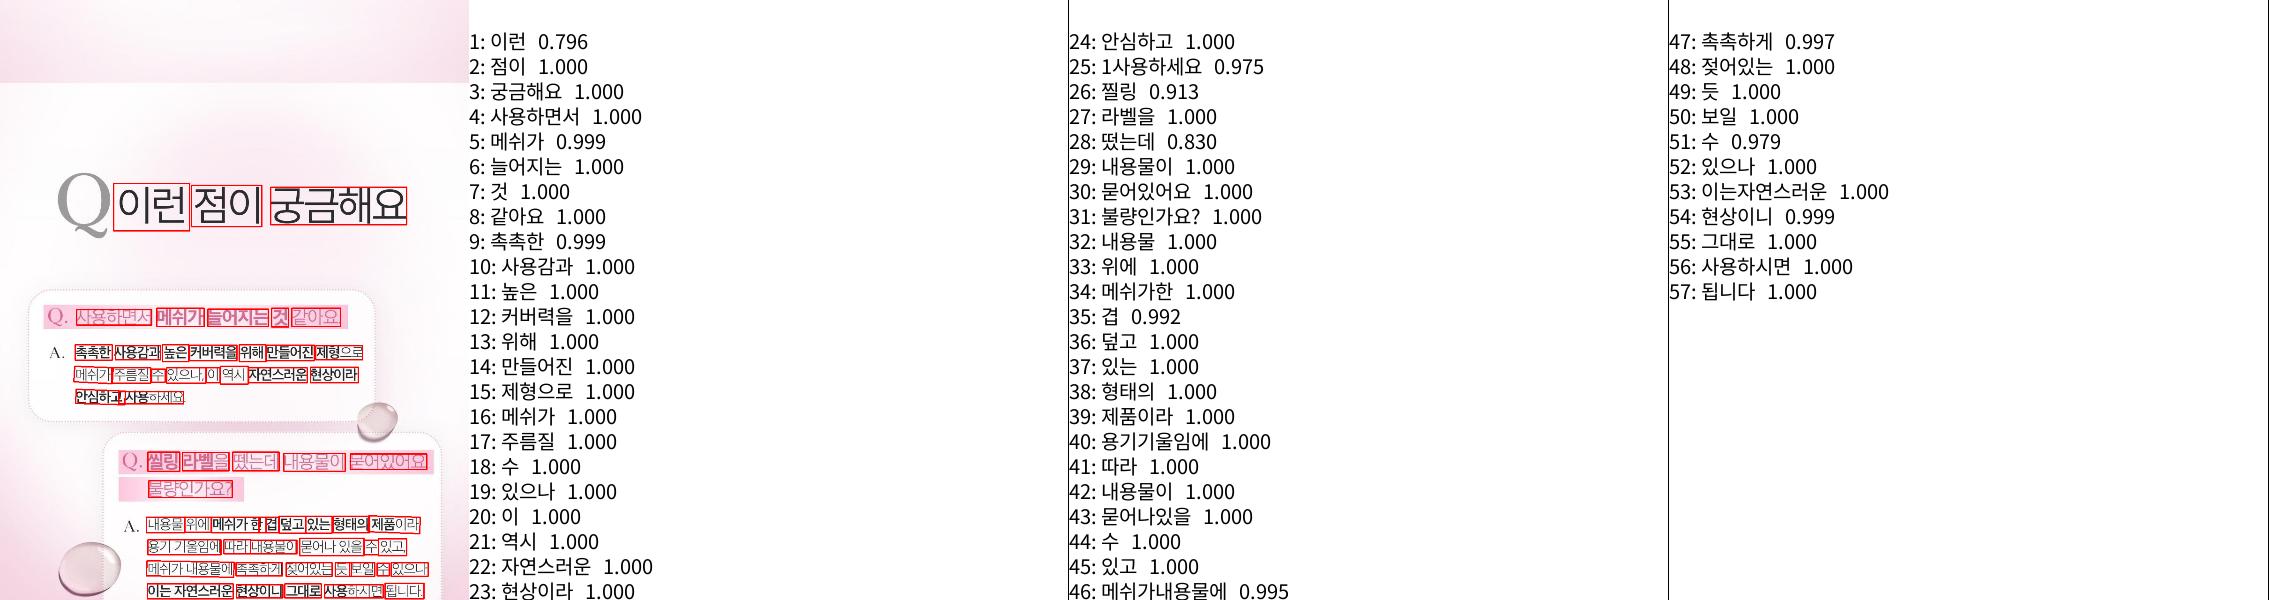 Q 이런 점이 궁금해요
Q. 사용하면서 메쉬가 늘어지는 것 같아요
A. 촉촉한 사용감과 높은 커버력을 위해 만들어진 제형으로
메쉬가 주름질 수 있으나, 이 역시 자연스러운 현상이라
안심하고 사용하세요.
Q. 씰링 라벨을 뗐는데 내용물이 묻어있어요
불량인가요?
A. 내용물 위에 메쉬가 한 겹 덮고 있는 형태의 제품이라
용기 기울임에 따라 내용물이 묻어나 있을 수 있고,
메쉬가 내용물에 촉촉하게 젖어있는 듯 보일 수 있으나
이는 자연스러운 현상이니 그대로 사용하시면 됩니다.
1: 이런 0.796
2: 점이 1.000
3: 궁금해요 1.000
4: 사용하면서 1.000
5: 메쉬가 0.999
6: 늘어지는 1.000
7: 것 1.000
8: 같아요 1.000
9: 촉촉한 0.999
10: 사용감과 1.000
11: 높은 1.000
12: 커버력을 1.000
13: 위해 1.000
14: 만들어진 1.000
15: 제형으로 1.000
16: 메쉬가 1.000
17: 주름질 1.000
18: 수 1.000
19: 있으나 1.000
20: 이 1.000
21: 역시 1.000
22: 자연스러운 1.000
23: 현상이라 1.000
24: 안심하고 1.000
25: 1사용하세요 0.975
26: 찔링 0.913
27: 라벨을 1.000
28: 떴는데 0.830
29: 내용물이 1.000
30: 묻어있어요 1.000
31: 불량인가요? 1.000
32: 내용물 1.000
33: 위에 1.000
34: 메쉬가한 1.000
35: 겹 0.992
36: 덮고 1.000
37: 있는 1.000
38: 형태의 1.000
39: 제품이라 1.000
40: 용기기울임에 1.000
41: 따라 1.000
42: 내용물이 1.000
43: 묻어나있을 1.000
44: 수 1.000
45: 있고 1.000
46: 메쉬가내용물에 0.995
47: 촉촉하게 0.997
48: 젖어있는 1.000
49: 듯 1.000
50: 보일 1.000
51: 수 0.979
52: 있으나 1.000
53: 이는자연스러운 1.000
54: 현상이니 0.999
55: 그대로 1.000
56: 사용하시면 1.000
57: 됩니다 1.000